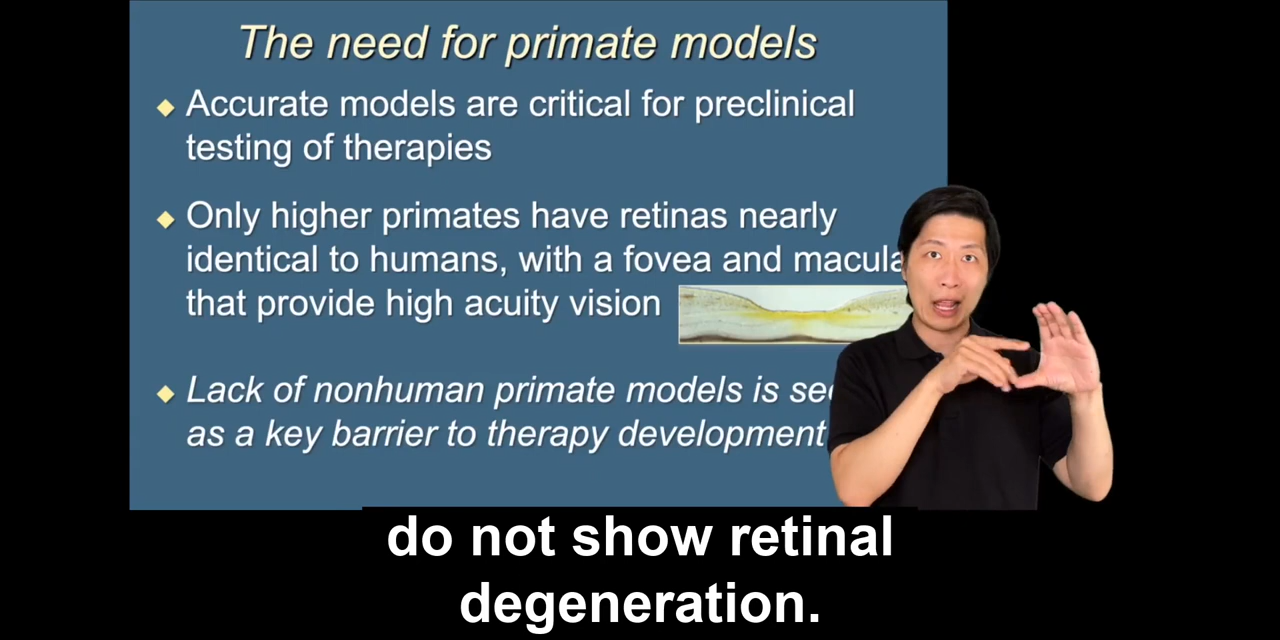 The need for primate models
Accurate models are critical for preclinical
testing of therapies
Only higher primates have retinas nearly
identical to humans, with a fovea and macula
that provide high acuity vision
Lack of nonhuman primate models is
as a key barrier to therapy development
do not show retinal
degeneration.